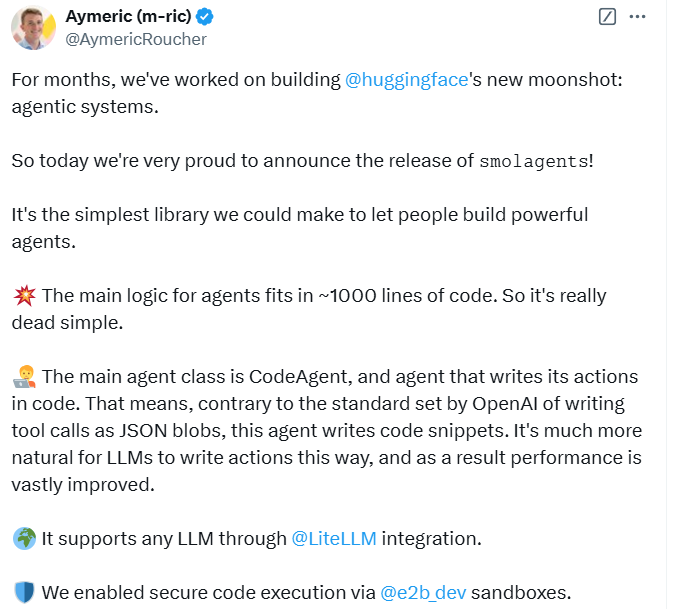 Aymeric (m-ric)
@AymericRoucher
For months, we've worked on building @huggingface's new moonshot:
agentic systems.
So today we're very proud to announce the release of smolagents!
It's the simplest library we could make to let people build powerful
agents.
💥 The main logic for agents fits in ~1000 lines of code. So it's really
dead simple.
🧑‍💻 The main agent class is CodeAgent, and agent that writes its actions
in code. That means, contrary to the standard set by OpenAI of writing
tool calls as JSON blobs, this agent writes code snippets. It's much more
natural for LLMs to write actions this way, and as a result performance is
vastly improved.
🌍 It supports any LLM through @LiteLLM integration.
🛡️ We enabled secure code execution via @e2b_dev sandboxes.